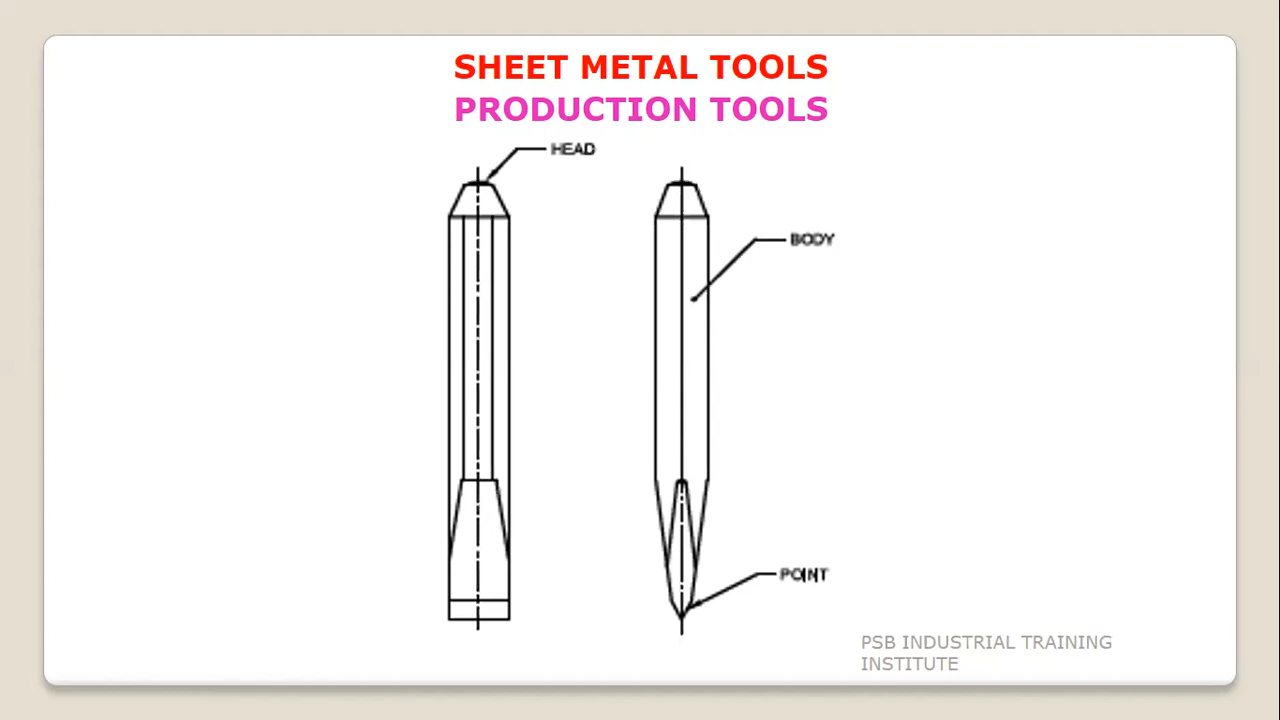 SHEET METAL TOOLS
PRODUCTION TOOLS
HEAD
BODY
POINT
PSB INDUSTRIAL TRAINING
INSTITUTE